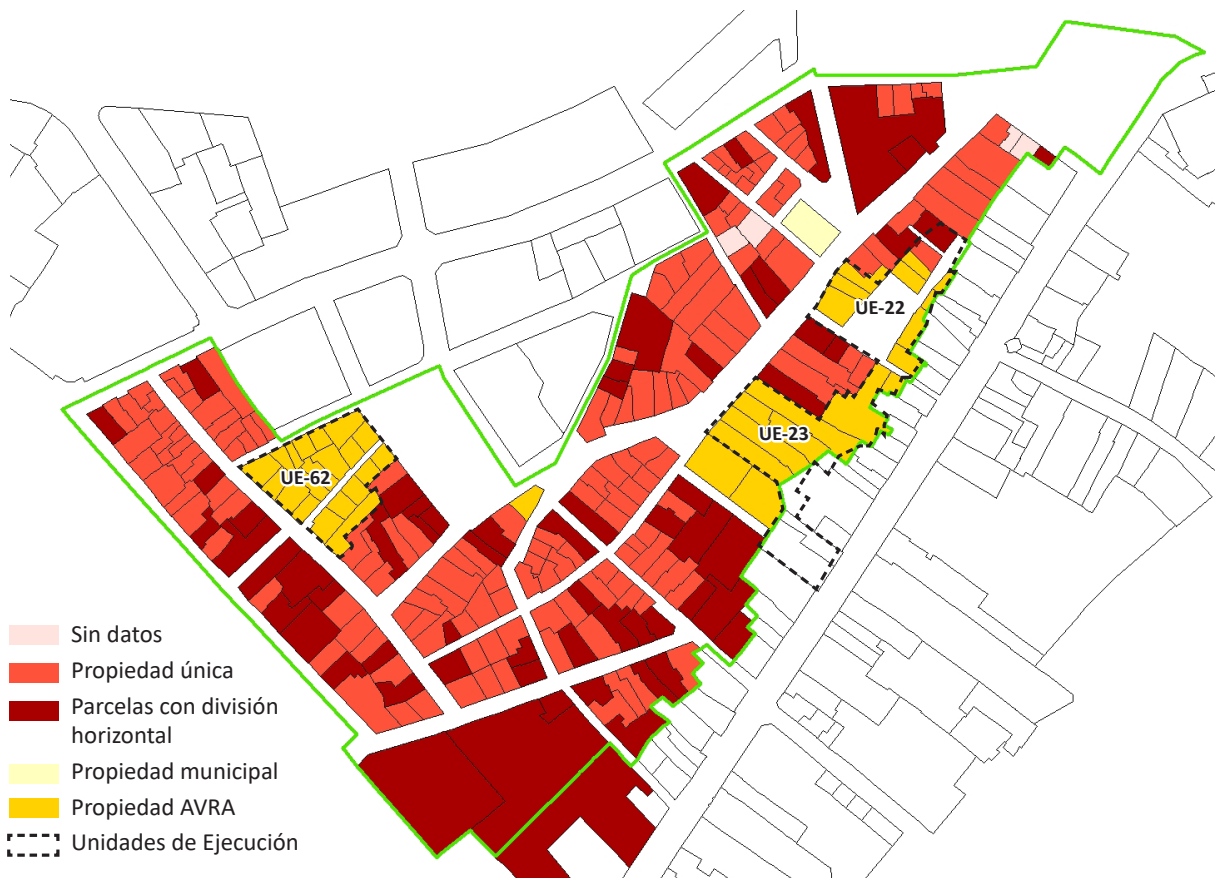 UE-22
UE-23
UE-62
Sin datos
Propiedad única
Parcelas con división
horizontal
Propiedad municipal
Propiedad AVRA
Unidades de Ejecución